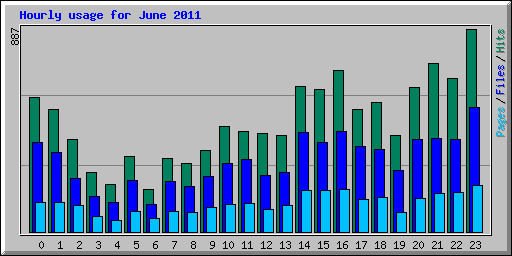 Hourly usage for June 2011
887
Pages/Files/Hits
0 1 2 3 4 5 6 7 8 9 10 11 12 13 14 15 16 17 18 19 20 21 22 23